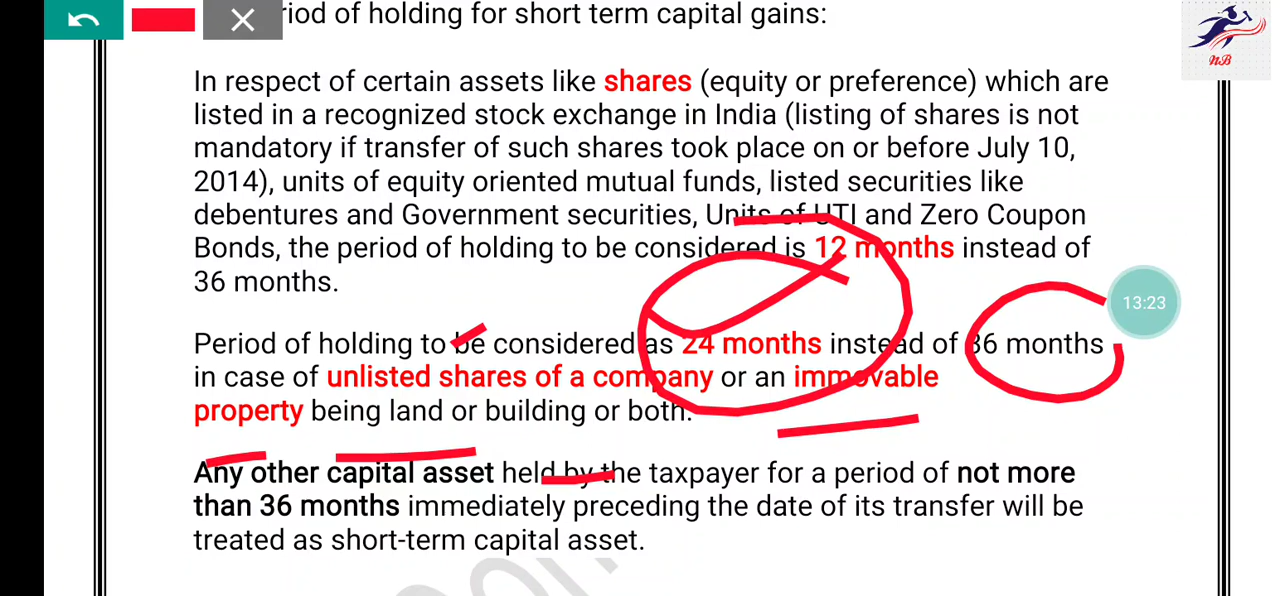 riod of holding for short term capital gains:
In respect of certain assets like shares (equity or preference) which are
listed in a recognized stock exchange in India (listing of shares is not
mandatory if transfer of such shares took place on or before July 10,
2014), units of equity oriented mutual funds, listed securities like
debentures and Government securities, Units of UTI and Zero Coupon
Bonds, the period of holding to be considered is 12 months instead of
36 months.
13:23
Period of holding to be considered as 24 months instead of 36 months
in case of unlisted shares of a company or an immovable
property being land or building or both.
Any other capital asset held by the taxpayer for a period of not more
than 36 months immediately preceding the date of its transfer will be
treated as short-term capital asset.
NB